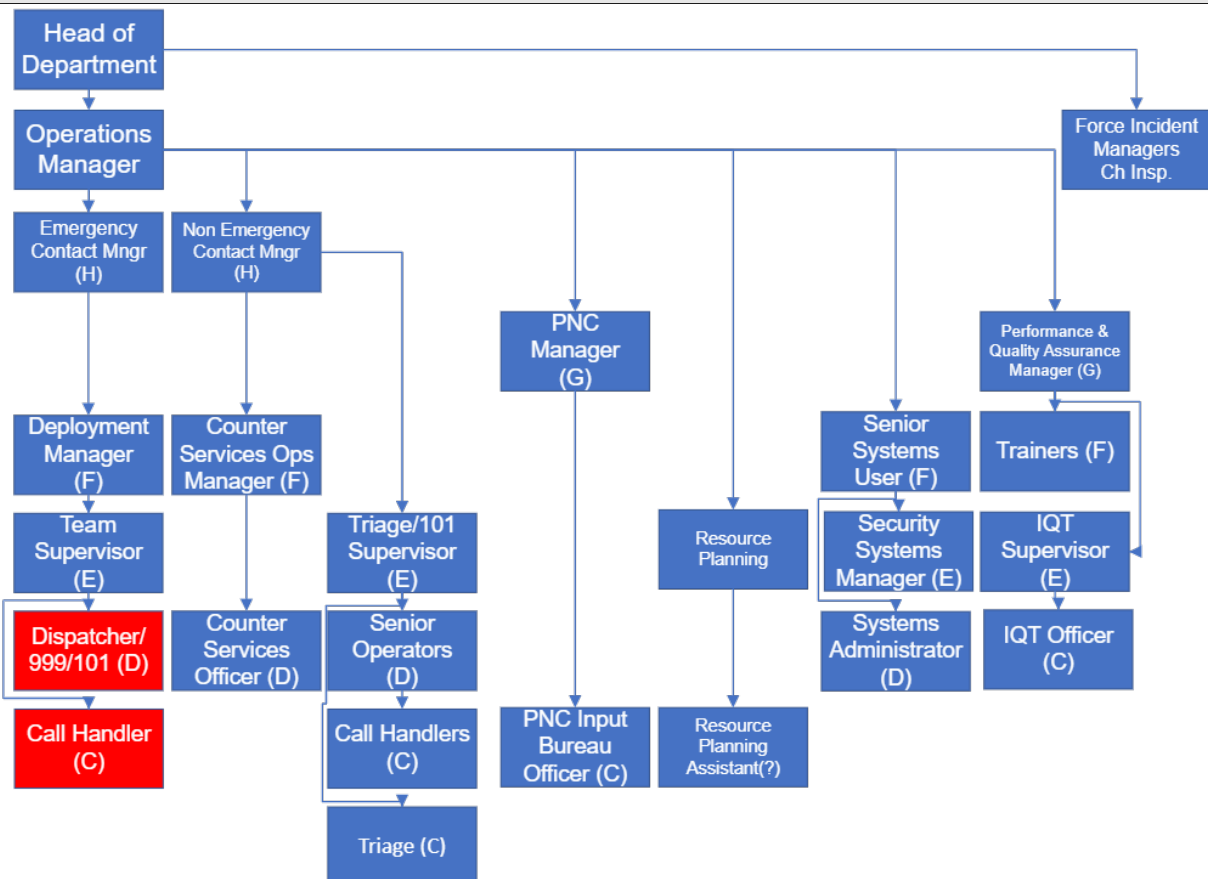 Head of
Department
Operations
Manager
Force Incident
Managers
Ch Insp.
Emergency
Contact Mngr
(H)
Non Emergency
Contact Mngr
(H)
PNC
Manager
(G)
Performance &
Quality Assurance
Manager (G)
Deployment
Manager
(F)
Counter
Services Ops
Manager (F)
Senior
Systems
User (F)
Trainers (F)
Team
Supervisor
(E)
Triage/101
Supervisor
(E)
Resource
Planning
Security
Systems
Manager (E)
IQT
Supervisor
(E)
Dispatcher/
999/101 (D)
Counter
Services
Officer (D)
Senior
Operators
(D)
Systems
Administrator
(D)
IQT Officer
(C)
Call Handler
(C)
Call Handlers
(C)
PNC Input
Bureau
Officer (C)
Resource
Planning
Assistant(?)
Triage (C)